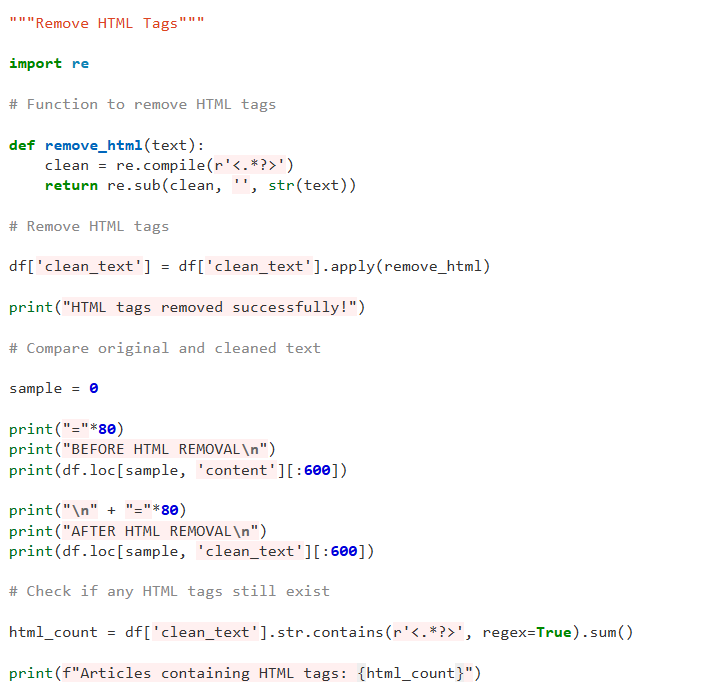 """Remove HTML Tags"""
import re
# Function to remove HTML tags
def remove_html(text):
    clean = re.compile(r'<.*?>')
    return re.sub(clean, '', str(text))
# Remove HTML tags
df['clean_text'] = df['clean_text'].apply(remove_html)
print("HTML tags removed successfully!")
# Compare original and cleaned text
sample = 0
print("="*80)
print("BEFORE HTML REMOVAL\n")
print(df.loc[sample, 'content'][:600])
print("\n" + "="*80)
print("AFTER HTML REMOVAL\n")
print(df.loc[sample, 'clean_text'][:600])
# Check if any HTML tags still exist
html_count = df['clean_text'].str.contains(r'<.*?>', regex=True).sum()
print(f"Articles containing HTML tags: {html_count}")